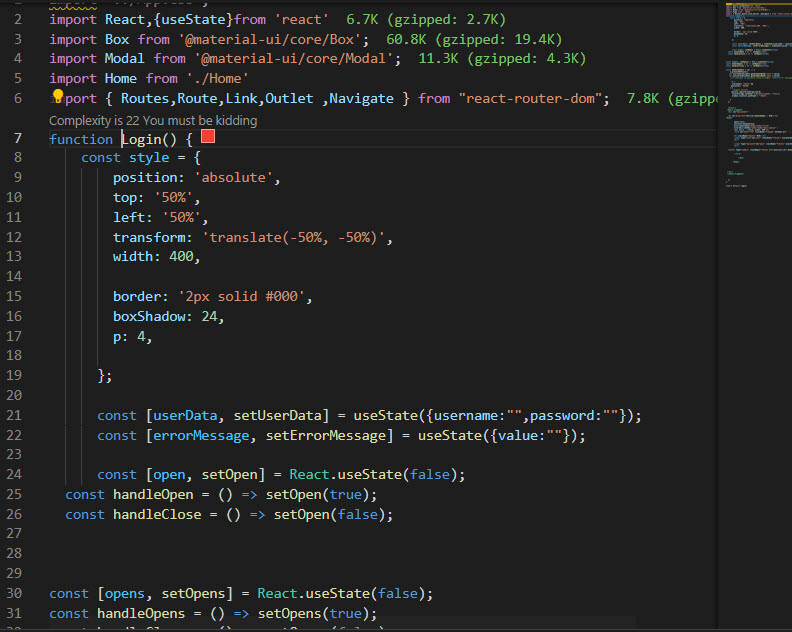 2 import React,{useState}from 'react' 6.7K (gzipped: 2.7K)
3 import Box from '@material-ui/core/Box'; 60.8K (gzipped: 19.4K)
4 import Modal from '@material-ui/core/Modal'; 11.3K (gzipped: 4.3K)
5 import Home from './Home'
6 import { Routes,Route,Link,Outlet ,Navigate } from "react-router-dom"; 7.8K (gzipp
Complexity is 22 You must be kidding
7 function Login() {
8 const style = {
9 position: 'absolute',
10 top: '50%',
11 left: '50%',
12 transform: 'translate(-50%, -50%)',
13 width: 400,
14
15 border: '2px solid #000',
16 boxShadow: 24,
17 p: 4,
18
19 };
20
21 const [userData, setUserData] = useState({username:"",password:""});
22 const [errorMessage, setErrorMessage] = useState({value:""});
23
24 const [open, setOpen] = React.useState(false);
25 const handleOpen = () => setOpen(true);
26 const handleClose = () => setOpen(false);
27
28
29
30 const [opens, setOpens] = React.useState(false);
31 const handleOpens = () => setOpens(true);